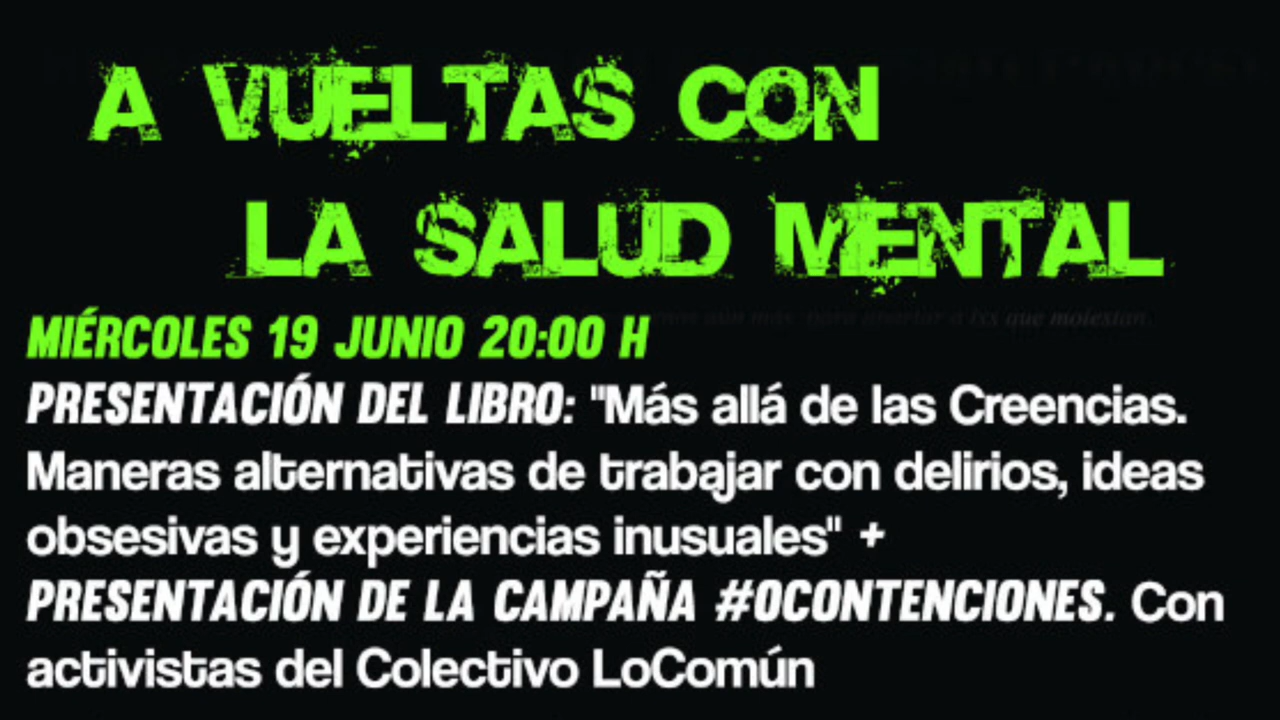 A VUELTAS CON
LA SALUD MENTAL
que molestan.
MIÉRCOLES 19 JUNIO 20:00 H
PRESENTACIÓN DEL LIBRO: "Más allá de las Creencias.
Maneras alternativas de trabajar con delirios, ideas
obsesivas y experiencias inusuales" +
PRESENTACIÓN DE LA CAMPAÑA #0CONTENCIONES. Con
activistas del Colectivo LoComún